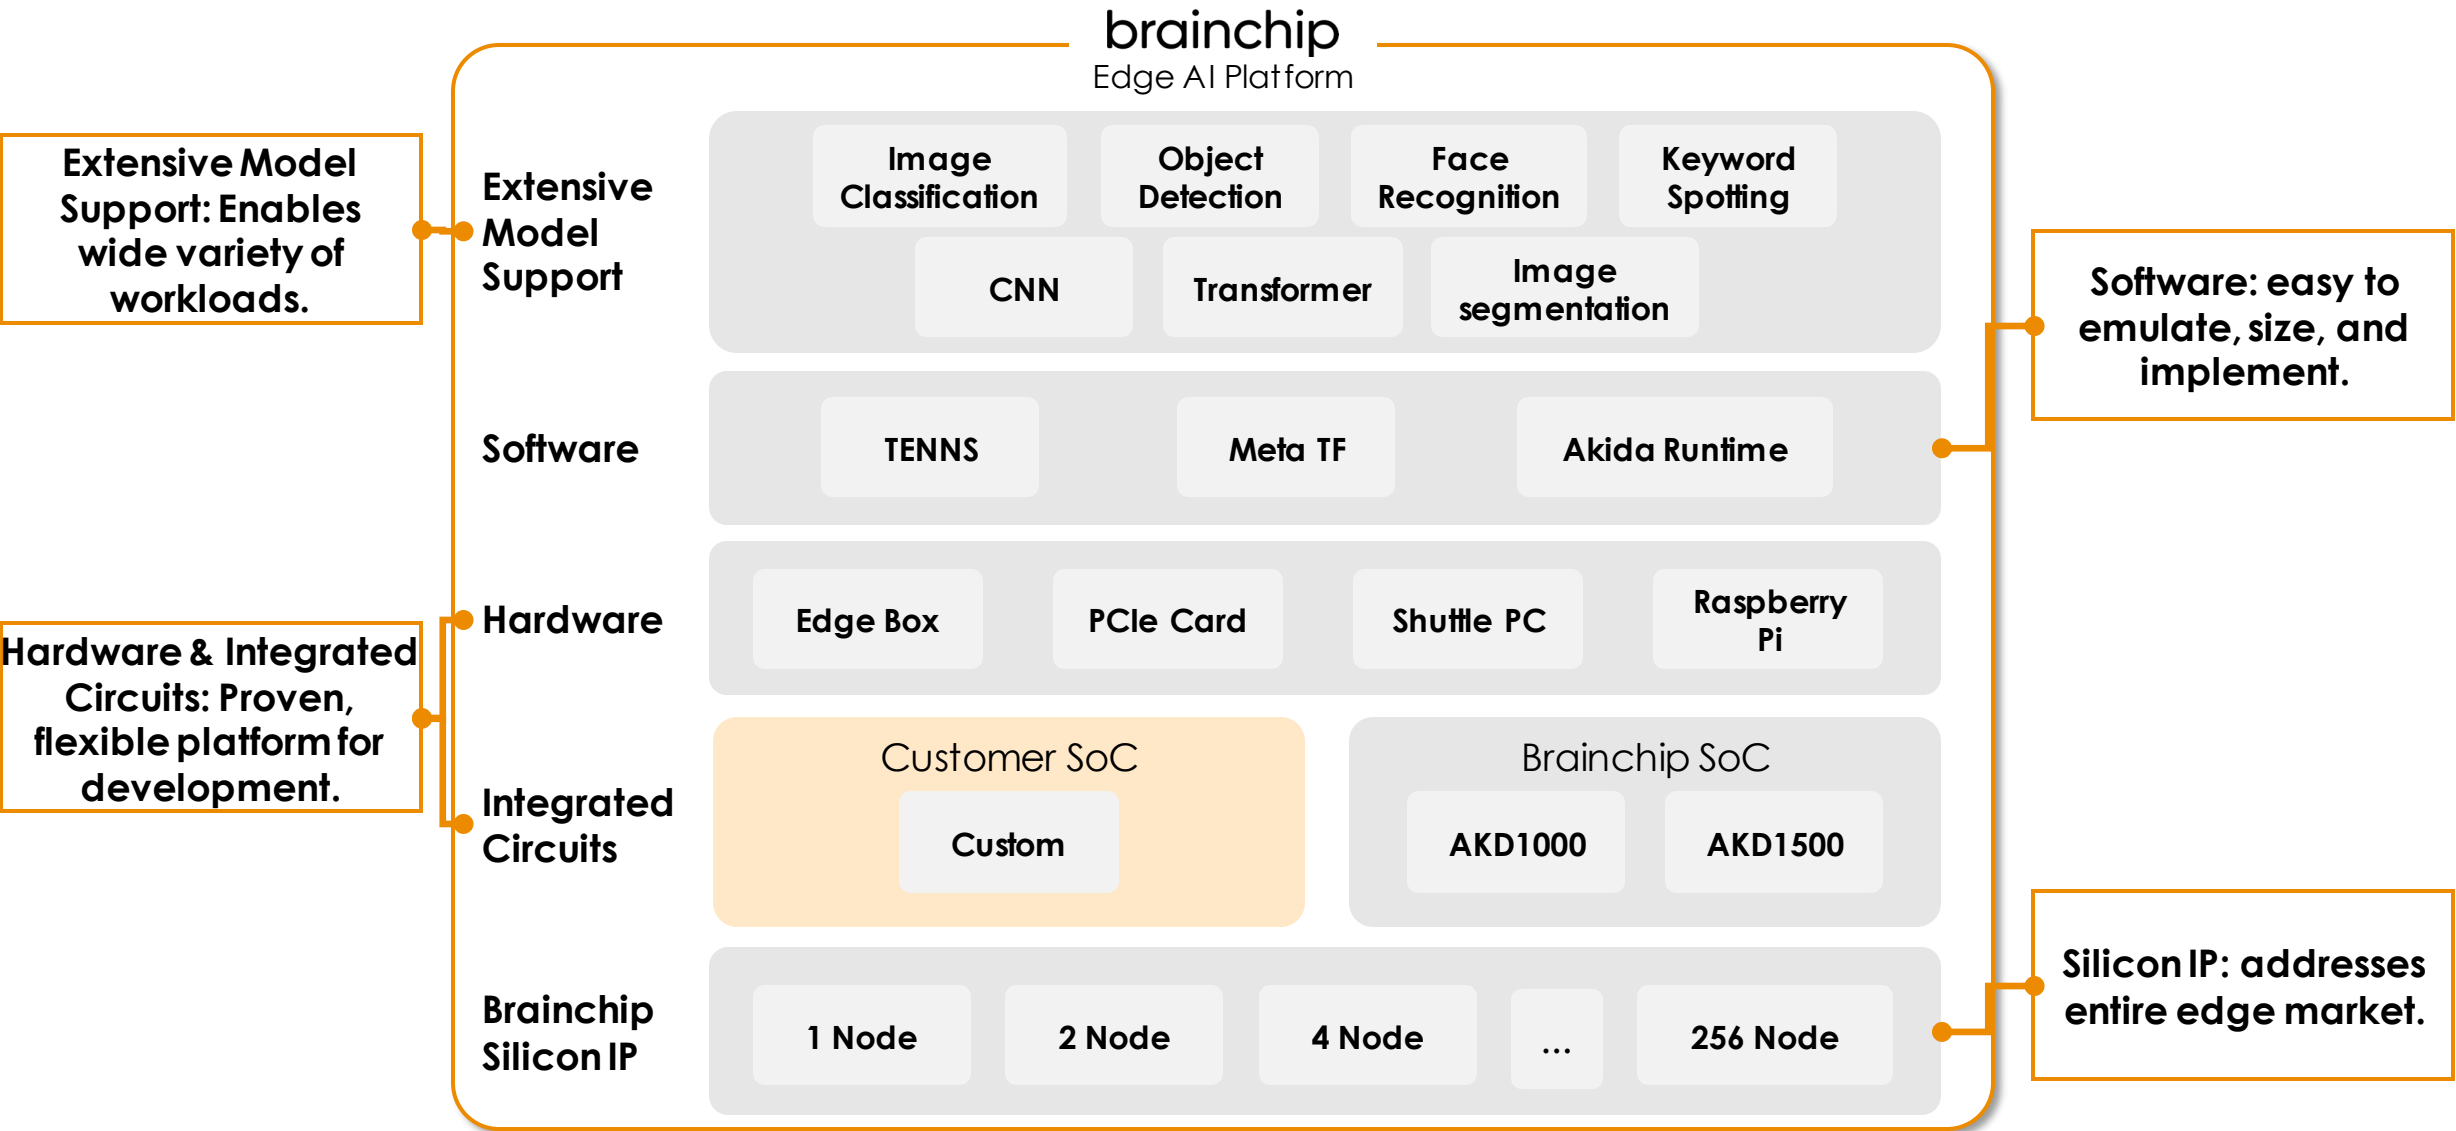 brainchip
Edge AI Platform
Extensive Model
Support: Enables
wide variety of
workloads.
Extensive
Model
Support
Image
Classification
Object
Detection
Face
Recognition
Keyword
Spotting
CNN
Transformer
Image
segmentation
Software: easy to
emulate, size, and
implement.
Software
TENNS
Meta TF
Akida Runtime
Hardware & Integrated
Circuits: Proven,
flexible platform for
development.
Hardware
Edge Box
PCIe Card
Shuttle PC
Raspberry
Pi
Integrated
Circuits
Customer SoC
Custom
Brainchip SoC
AKD1000
AKD1500
Brainchip
Silicon IP
1 Node
2 Node
4 Node
...
256 Node
Silicon IP: addresses
entire edge market.